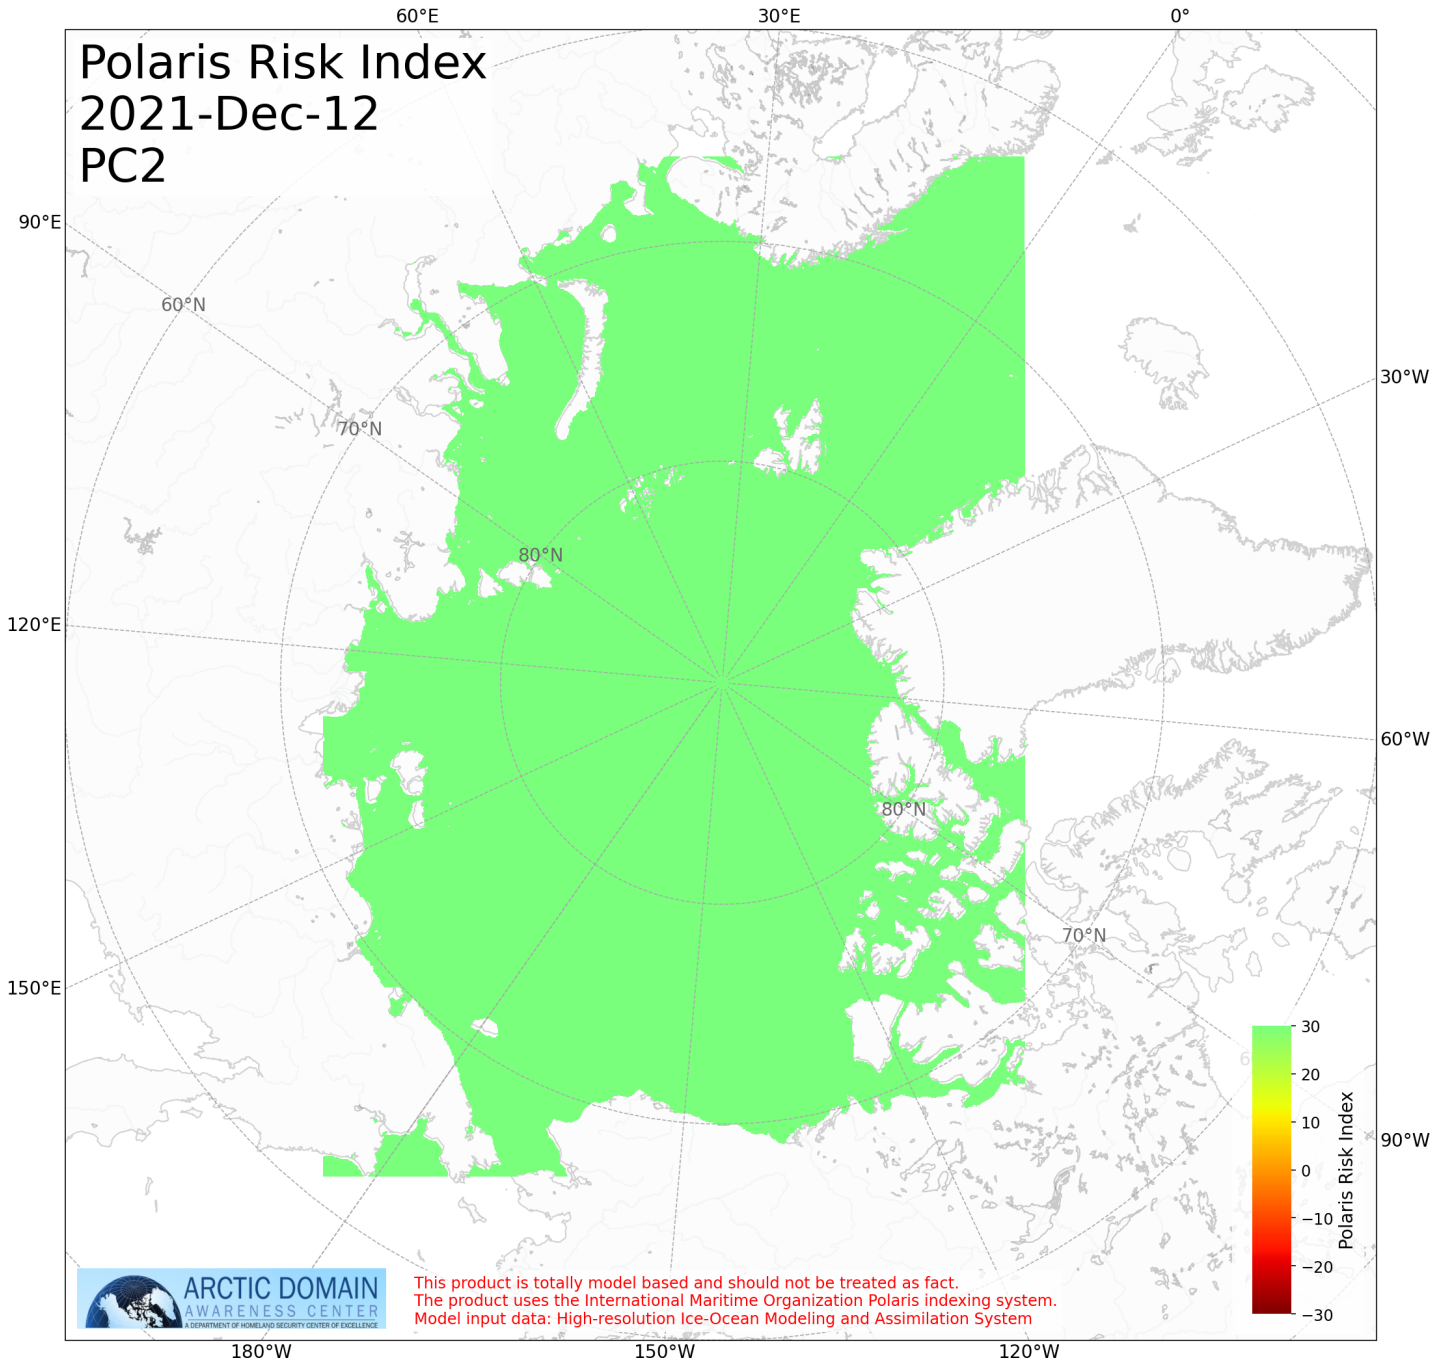 60°E 30°E 0°
Polaris Risk Index
2021-Dec-12
PC2
90°E
60°N
30°W
70°N
80°N
120°E
60°W
80°N
70°N
150°E
30
20
10
0
−10
−20
−30
Polaris Risk Index
90°W
ARCTIC DOMAIN
AWARENESS CENTER
A DEPARTMENT OF HOMELAND SECURITY CENTER OF EXCELLENCE
This product is totally model based and should not be treated as fact.
The product uses the International Maritime Organization Polaris indexing system.
Model input data: High-resolution Ice-Ocean Modeling and Assimilation System
180°W 150°W 120°W